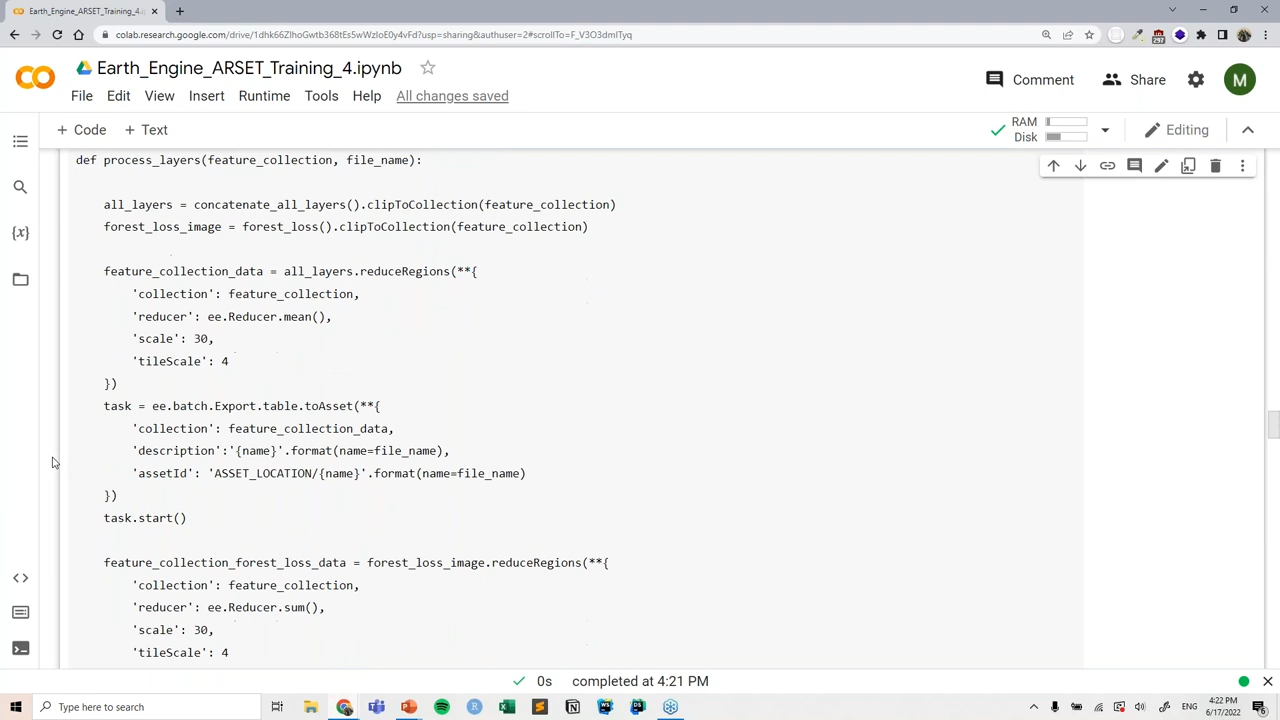 Earth_Engine_ARSET_Training_4.i
colab.research.google.com/drive/1dhk66ZlhoGwtb368tEs5wWzIoE0y4vFd?usp=sharing&authuser=2#scrollTo=F_V3O3dmITyq
297
Earth_Engine_ARSET_Training_4.ipynb
Comment
Share
M
File Edit View Insert Runtime Tools Help All changes saved
+ Code + Text
RAM
Disk
Editing
def process_layers(feature_collection, file_name):
all_layers = concatenate_all_layers().clipToCollection(feature_collection)
forest_loss_image = forest_loss().clipToCollection(feature_collection)
feature_collection_data = all_layers.reduceRegions(**{
'collection': feature_collection,
'reducer': ee.Reducer.mean(),
'scale': 30,
'tileScale': 4
})
task = ee.batch.Export.table.toAsset(**{
'collection': feature_collection_data,
'description':'{name}'.format(name=file_name),
'assetId': 'ASSET_LOCATION/{name}'.format(name=file_name)
})
task.start()
feature_collection_forest_loss_data = forest_loss_image.reduceRegions(**{
'collection': feature_collection,
'reducer': ee.Reducer.sum(),
'scale': 30,
'tileScale': 4
0s completed at 4:21 PM
Type here to search
ENG
4:22 PM
6/17/2022